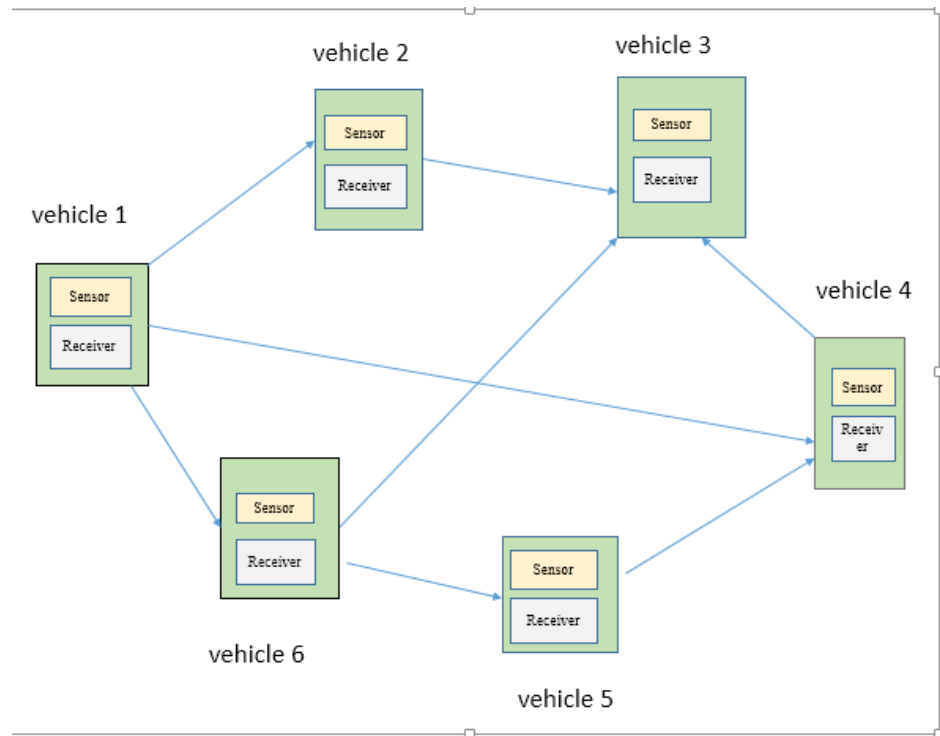 vehicle 2
Sensor
Receiver
vehicle 3
Sensor
Receiver
vehicle 1
Sensor
Receiver
vehicle 4
Sensor
Receiv
er
Sensor
Receiver
vehicle 6
Sensor
Receiver
vehicle 5